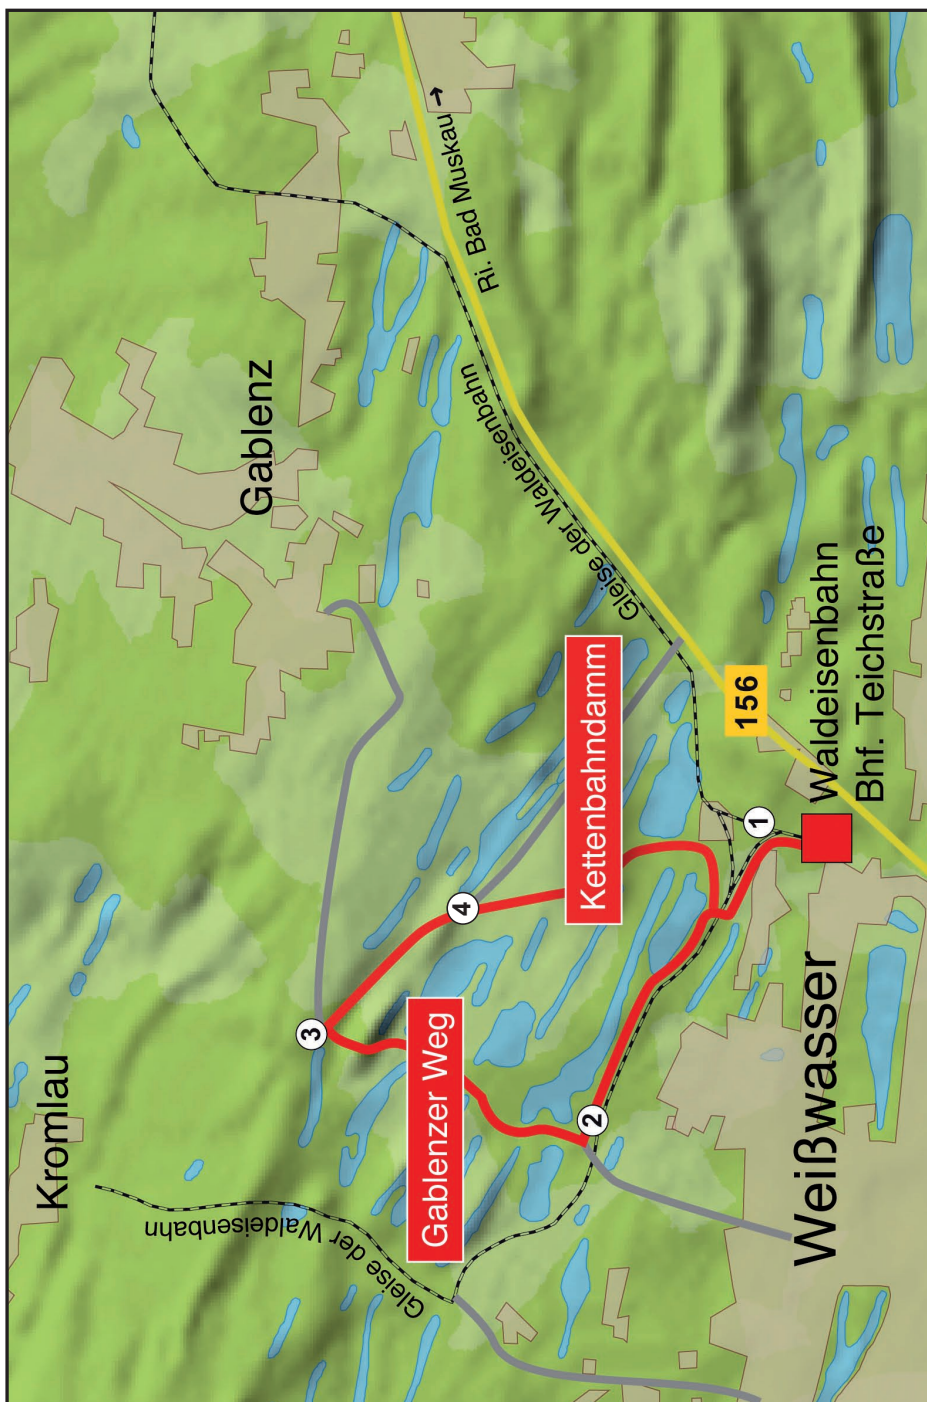 Kromlau
Gablenz
Ri. Bad Muskau →
Gleise der Waldeisenbahn
Gleise der Waldeisenbahn
3
4
Gablenzer Weg
Kettenbahndamm
2
1
156
Weißwasser
Waldeisenbahn
Bhf. Teichstraße